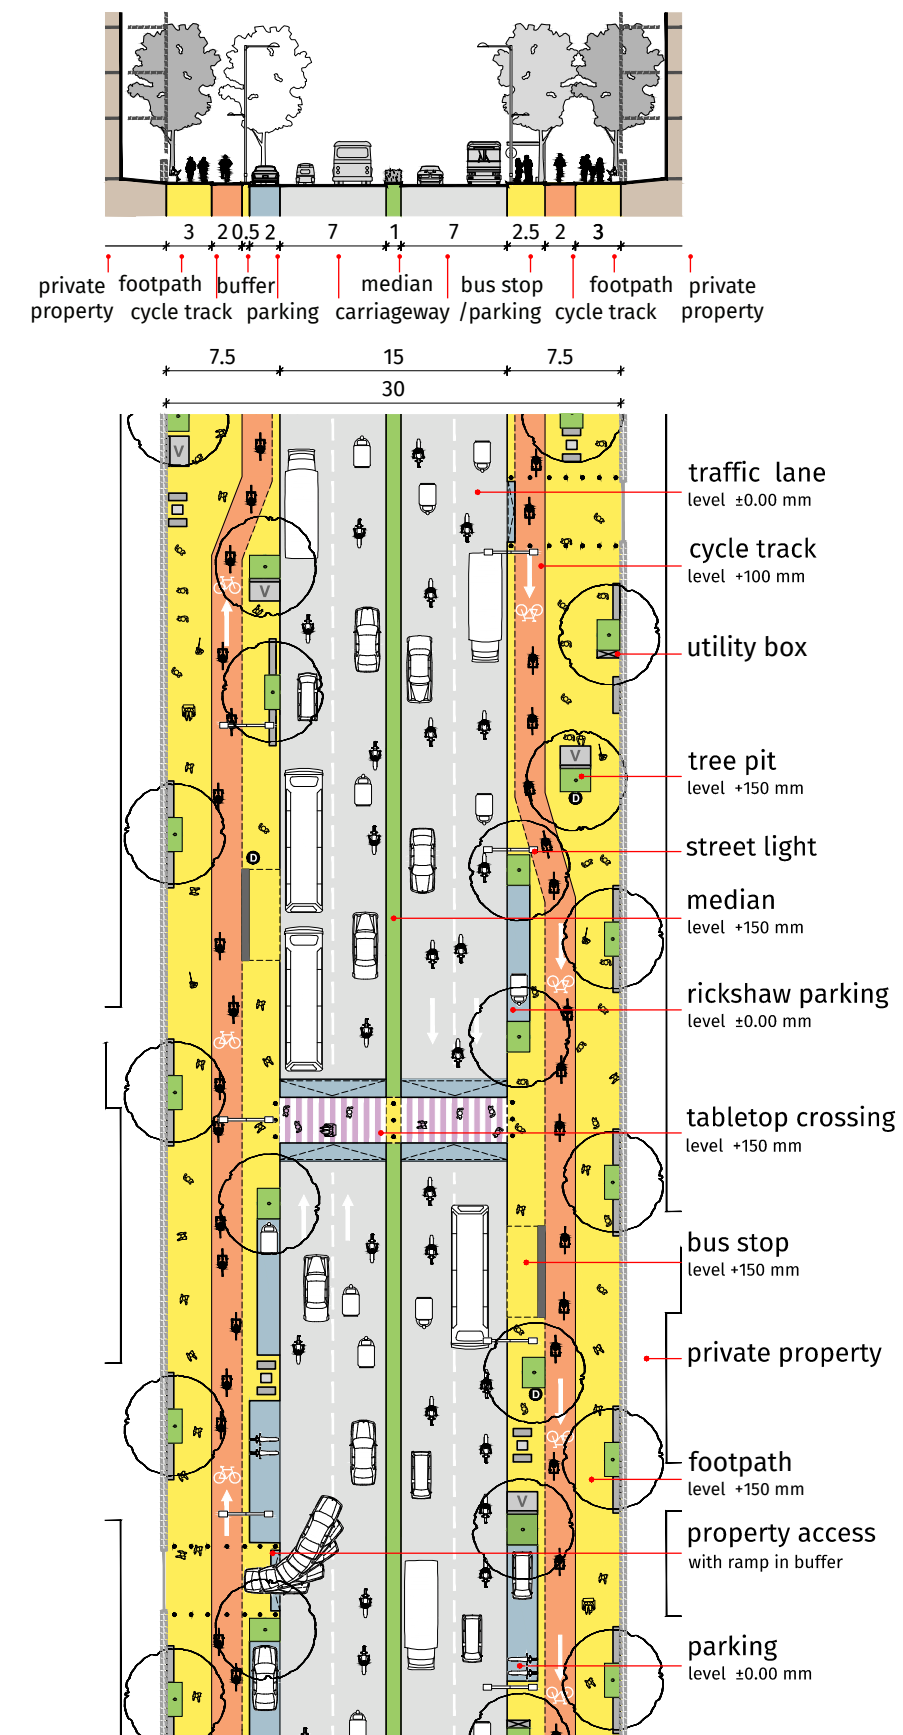 3 2 0.5 2 7 1 7 2.5 2 3
private property
footpath
cycle track
buffer
parking
median
carriageway
bus stop
/parking
footpath
cycle track
private property
7.5 15 7.5
30
V
traffic lane
level ±0.00 mm
cycle track
level +100 mm
V
utility box
V
tree pit
level +150 mm
D
street light
D
median
level +150 mm
rickshaw parking
level ±0.00 mm
tabletop crossing
level +150 mm
bus stop
level +150 mm
private property
D
footpath
level +150 mm
V
property access
with ramp in buffer
parking
level ±0.00 mm